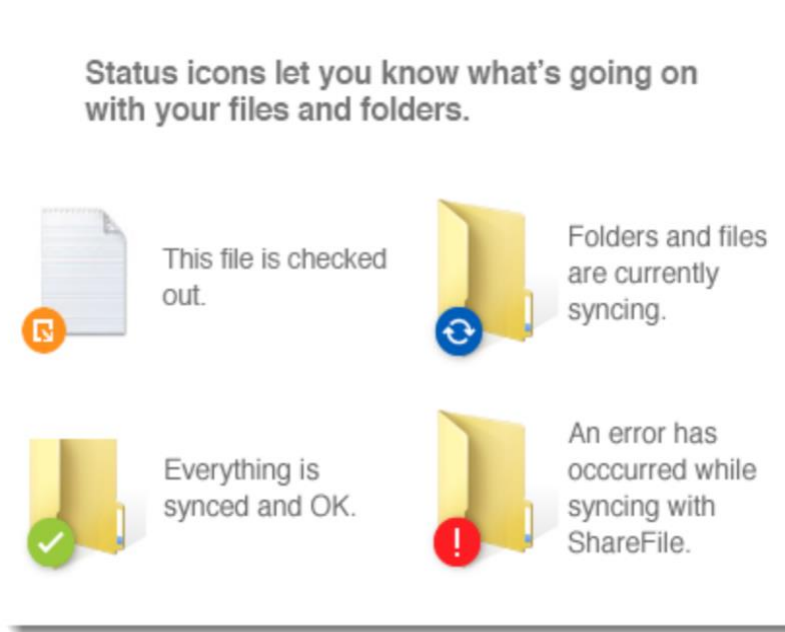 Status icons let you know what's going on
with your files and folders.
This file is checked
out.
Folders and files
are currently
syncing.
Everything is
synced and OK.
An error has
occcurred while
syncing with
ShareFile.